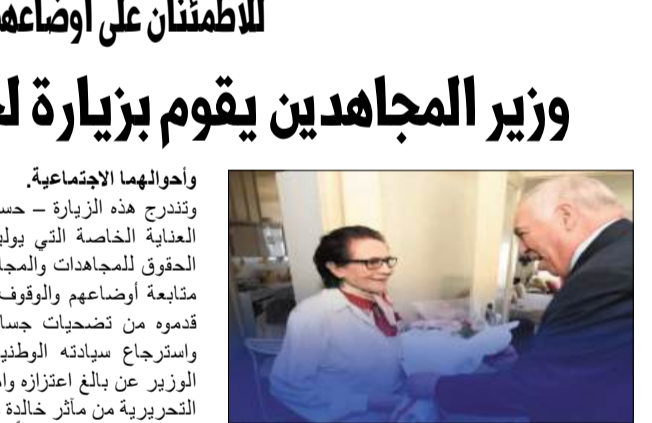 للاطمئنان على أوضاعه
وزير المجاهدين يقوم بزيارة
وأحوالهما الاجتماعية.
وتندرج هذه الزيارة – حس
العناية الخاصة التي يولي
الحقوق للمجاهدات والمجا
متابعة أوضاعهم والوقوف
قدموه من تضحيات جسا
واسترجاع سيادته الوطني
الوزير عن بالغ اعتزازه وا
التحريرية من مآثر خالدة